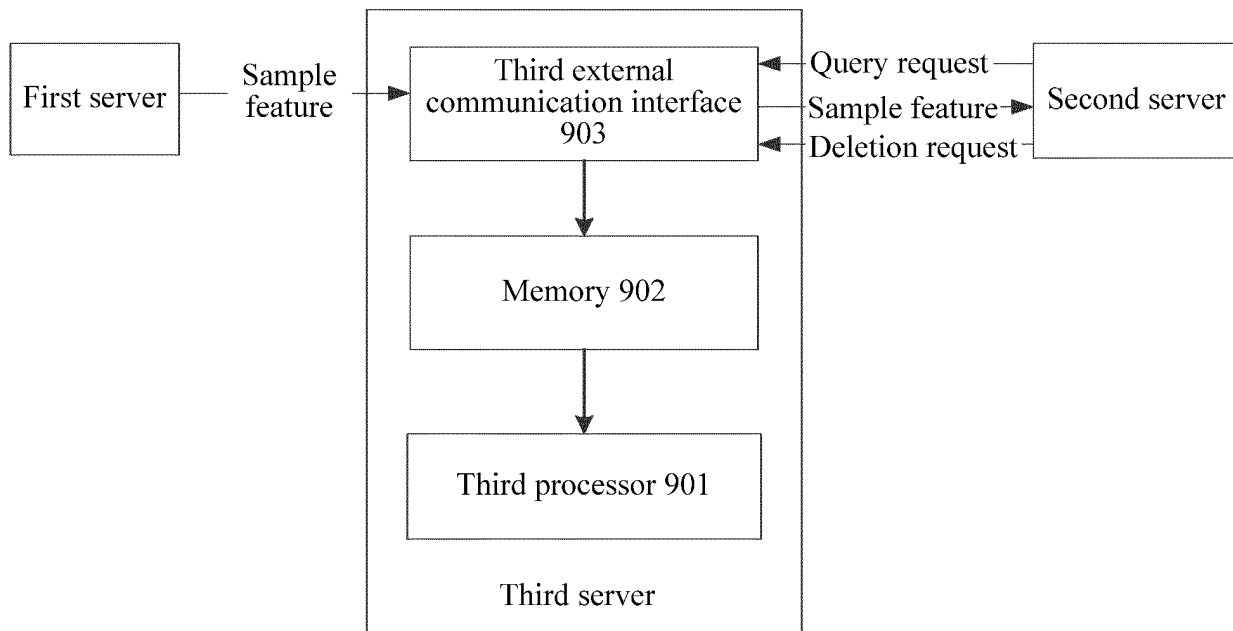 First server
Sample
feature
Third external
communication interface
903
Query request
Sample feature
Deletion request
Second server
Memory 902
Third processor 901
Third server